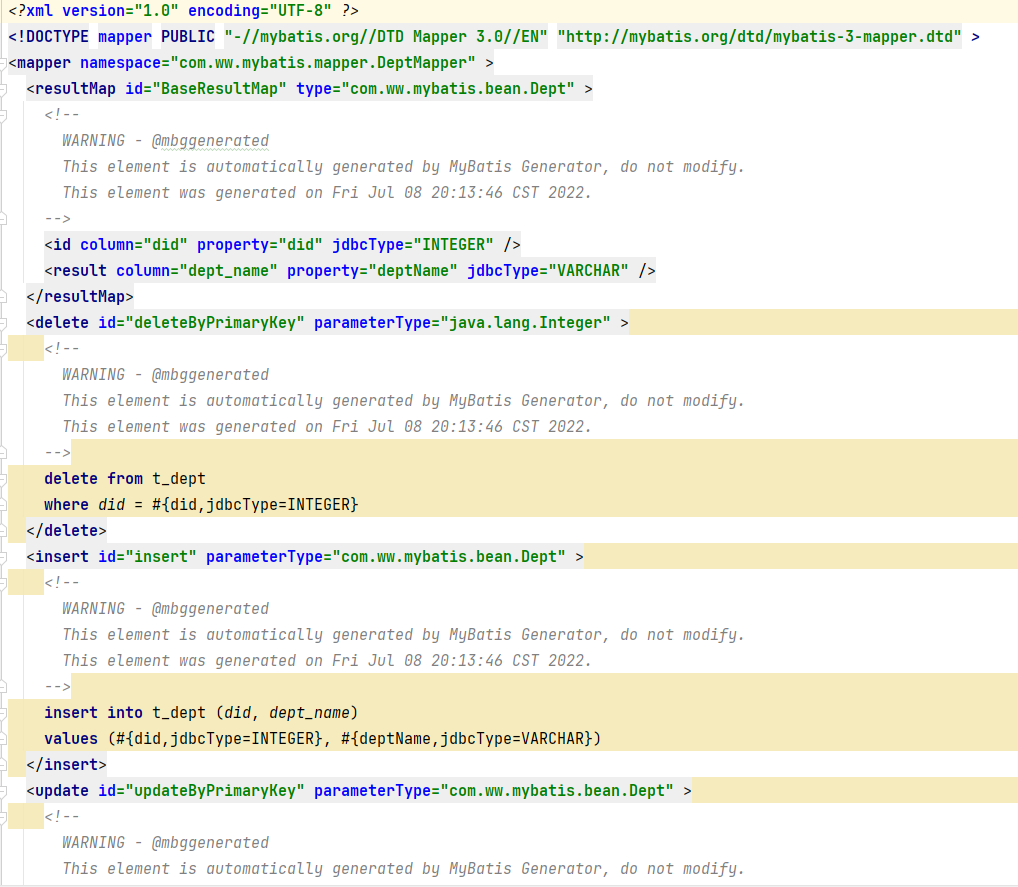 <?xml version="1.0" encoding="UTF-8" ?>
<!DOCTYPE mapper PUBLIC "-//mybatis.org//DTD Mapper 3.0//EN" "http://mybatis.org/dtd/mybatis-3-mapper.dtd" >
<mapper namespace="com.ww.mybatis.mapper.DeptMapper" >
  <resultMap id="BaseResultMap" type="com.ww.mybatis.bean.Dept" >
    <!--
      WARNING - @mbggenerated
      This element is automatically generated by MyBatis Generator, do not modify.
      This element was generated on Fri Jul 08 20:13:46 CST 2022.
    -->
    <id column="did" property="did" jdbcType="INTEGER" />
    <result column="dept_name" property="deptName" jdbcType="VARCHAR" />
  </resultMap>
  <delete id="deleteByPrimaryKey" parameterType="java.lang.Integer" >
    <!--
      WARNING - @mbggenerated
      This element is automatically generated by MyBatis Generator, do not modify.
      This element was generated on Fri Jul 08 20:13:46 CST 2022.
    -->
    delete from t_dept
    where did = #{did,jdbcType=INTEGER}
  </delete>
  <insert id="insert" parameterType="com.ww.mybatis.bean.Dept" >
    <!--
      WARNING - @mbggenerated
      This element is automatically generated by MyBatis Generator, do not modify.
      This element was generated on Fri Jul 08 20:13:46 CST 2022.
    -->
    insert into t_dept (did, dept_name)
    values (#{did,jdbcType=INTEGER}, #{deptName,jdbcType=VARCHAR})
  </insert>
  <update id="updateByPrimaryKey" parameterType="com.ww.mybatis.bean.Dept" >
    <!--
      WARNING - @mbggenerated
      This element is automatically generated by MyBatis Generator, do not modify.